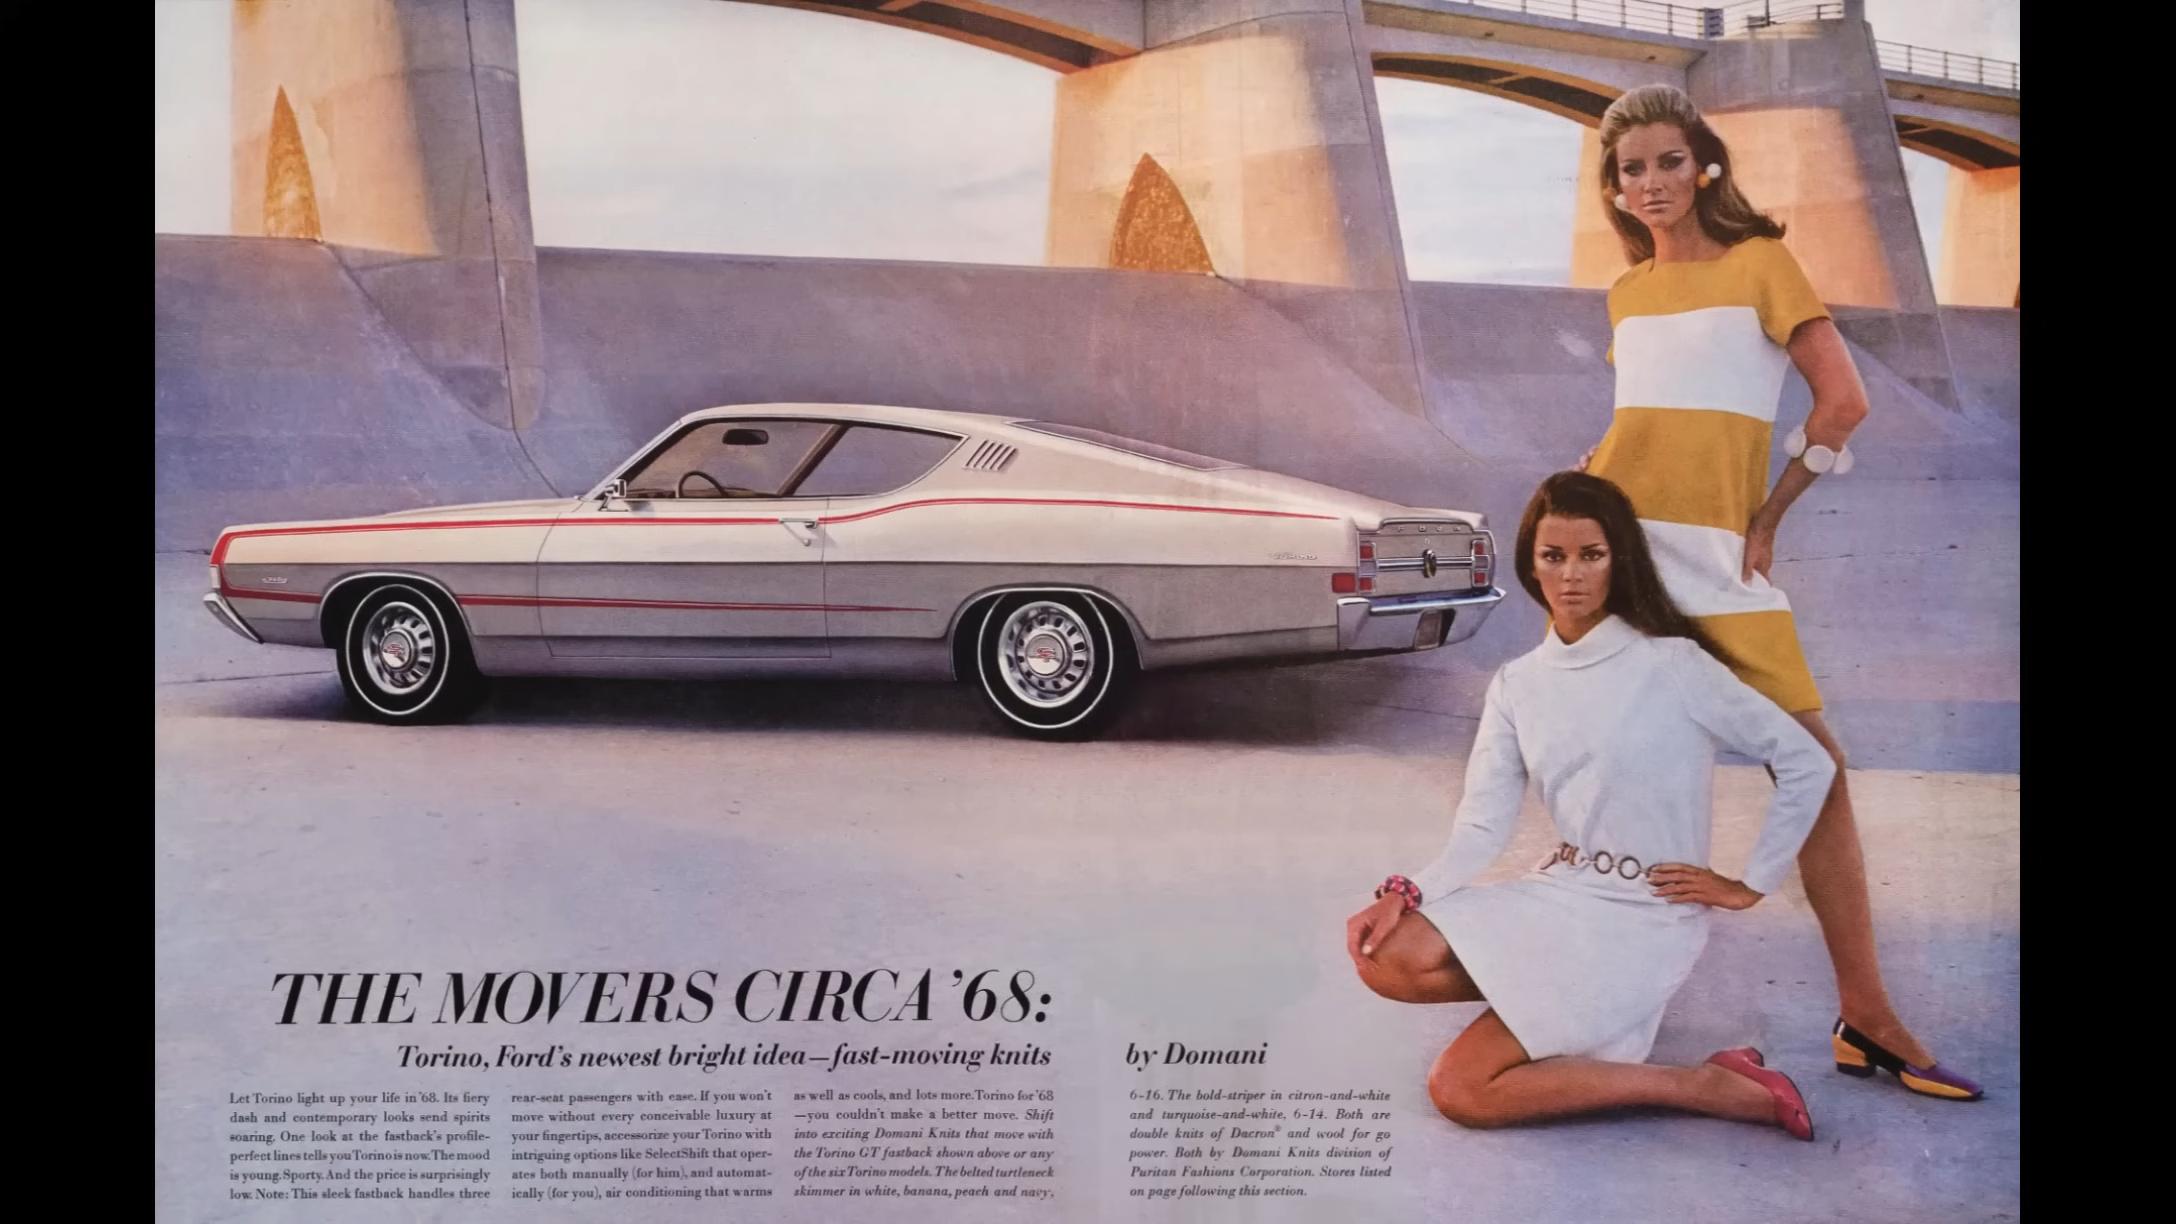 FORD
THE MOVERS CIRCA '68:
Torino, Ford's newest bright idea—fast-moving knits
by Domani
Let Torino light up your life in '68. Its fiery
dash and contemporary looks send spirits
soaring. One look at the fastback's profile-
perfect lines tells you Torino is now. The mood
is young. Sporty. And the price is surprisingly
low. Note: This sleek fastback handles three
rear-seat passengers with ease. If you won't
move without every conceivable luxury at
your fingertips, accessorize your Torino with
intriguing options like SelectShift that oper-
ates both manually (for him), and automat-
ically (for you), air conditioning that warms
as well as cools, and lots more. Torino for '68
—you couldn't make a better move. Shift
into exciting Domani Knits that move with
the Torino GT fastback shown above or any
of the six Torino models. The belted turtleneck
skimmer in white, banana, peach and navy,
6-16. The bold-striper in citron-and-white
and turquoise-and-white, 6-14. Both are
double knits of Dacron® and wool for go
power. Both by Domani Knits division of
Puritan Fashions Corporation. Stores listed
on page following this section.